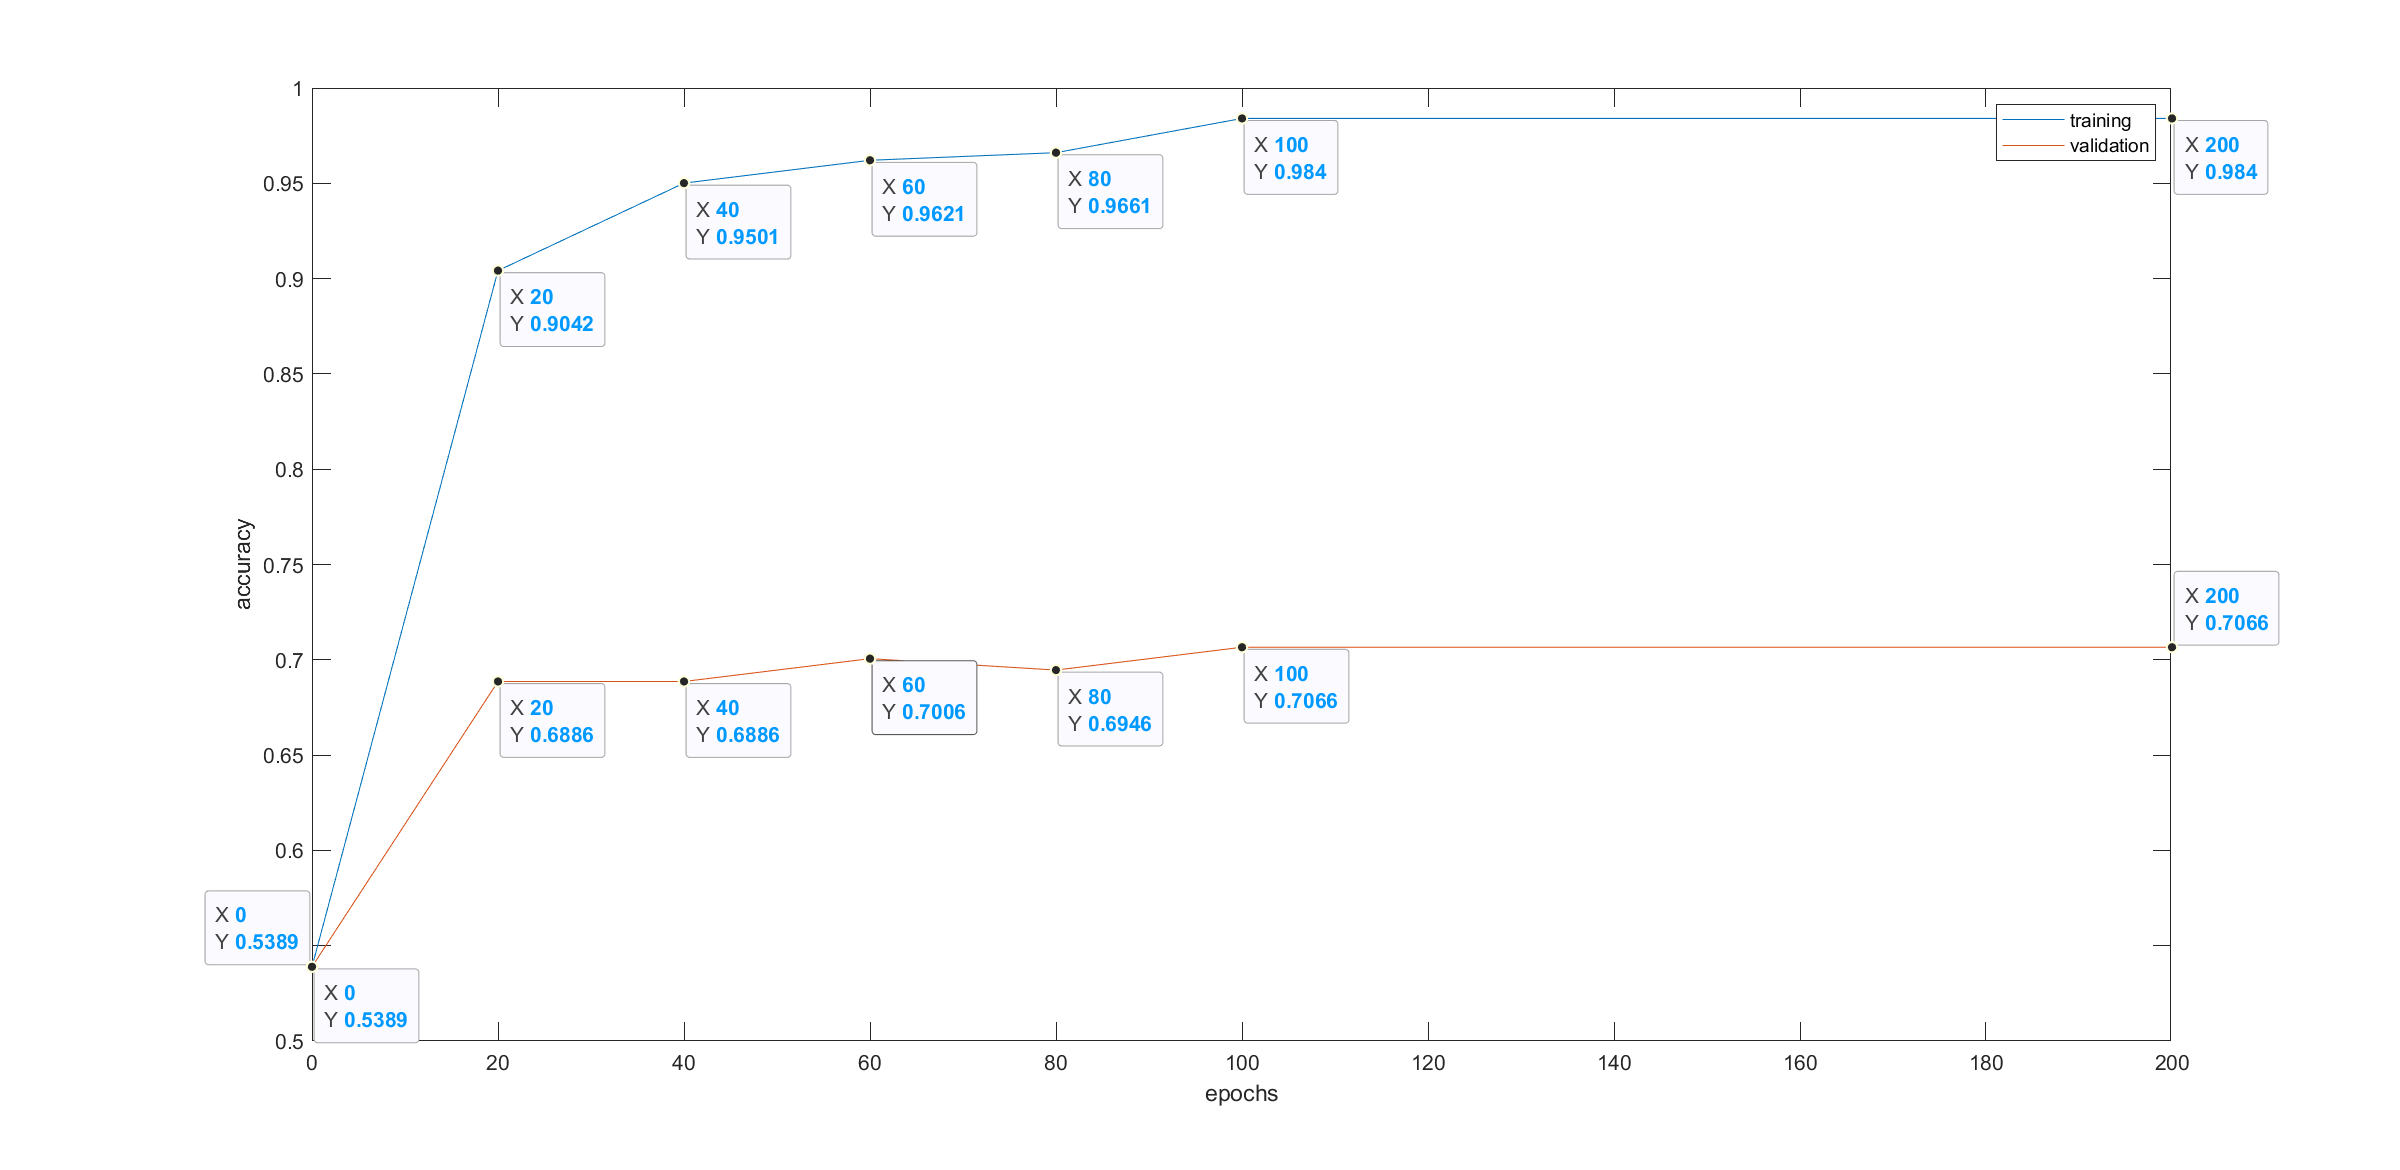 1
0.95
0.9
0.85
0.8
0.75
0.7
0.65
0.6
0.5
accuracy
training
validation
X 0
Y 0.5389
X 0
Y 0.5389
X 20
Y 0.9042
X 40
Y 0.9501
X 60
Y 0.9621
X 80
Y 0.9661
X 100
Y 0.984
X 200
Y 0.984
X 20
Y 0.6886
X 40
Y 0.6886
X 60
Y 0.7006
X 80
Y 0.6946
X 100
Y 0.7066
X 200
Y 0.7066
0 20 40 60 80 100 120 140 160 180 200
epochs